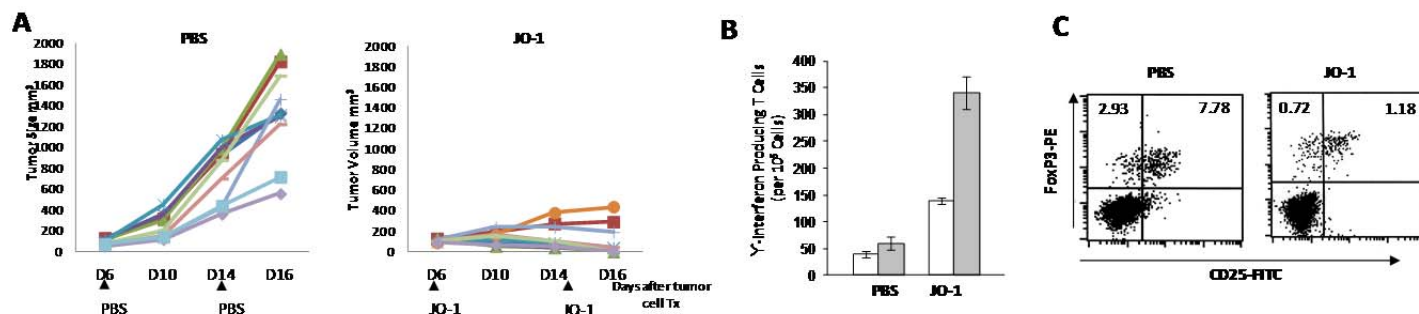 A
PBS
Tumor Size mm³
2000
1800
1600
1400
1200
1000
800
600
400
200
0
D6 D10 D14 D16
PBS PBS
JO-1
Tumor Volume mm³
2000
1800
1600
1400
1200
1000
800
600
400
200
0
D6 D10 D14 D16
Days after tumor
cell Tx
JO-1 JO-1
B
Y-Interferon Producing T Cells
(per 10⁶ Cells)
400
350
300
250
200
150
100
50
0
PBS JO-1
C
PBS JO-1
2.93 7.78 0.72 1.18
FoxP3-PE
CD25-FITC